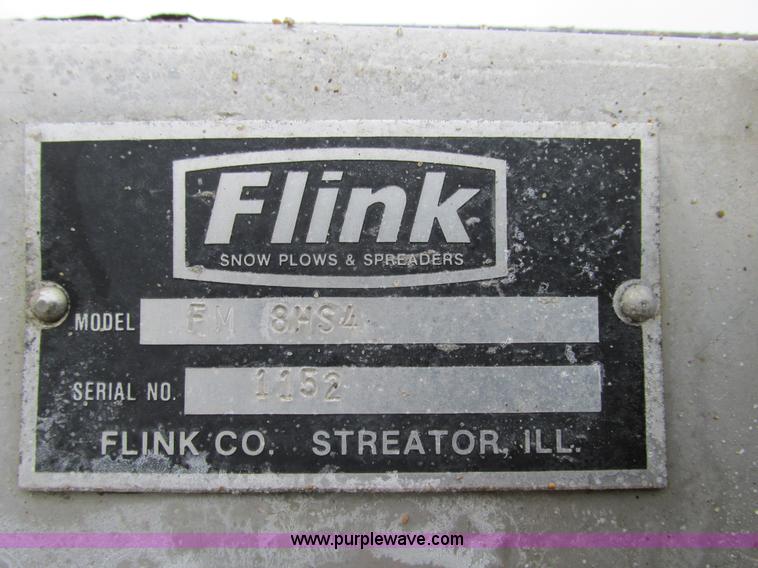 Flink
SNOW PLOWS & SPREADERS
MODEL FM 8HS4
SERIAL NO. 1152
FLINK CO. STREATOR, ILL.
www.purplewave.com